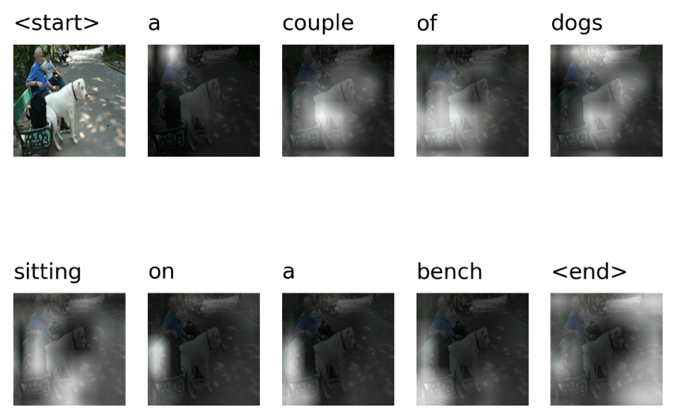 <start> a couple of dogs
sitting on a bench <end>